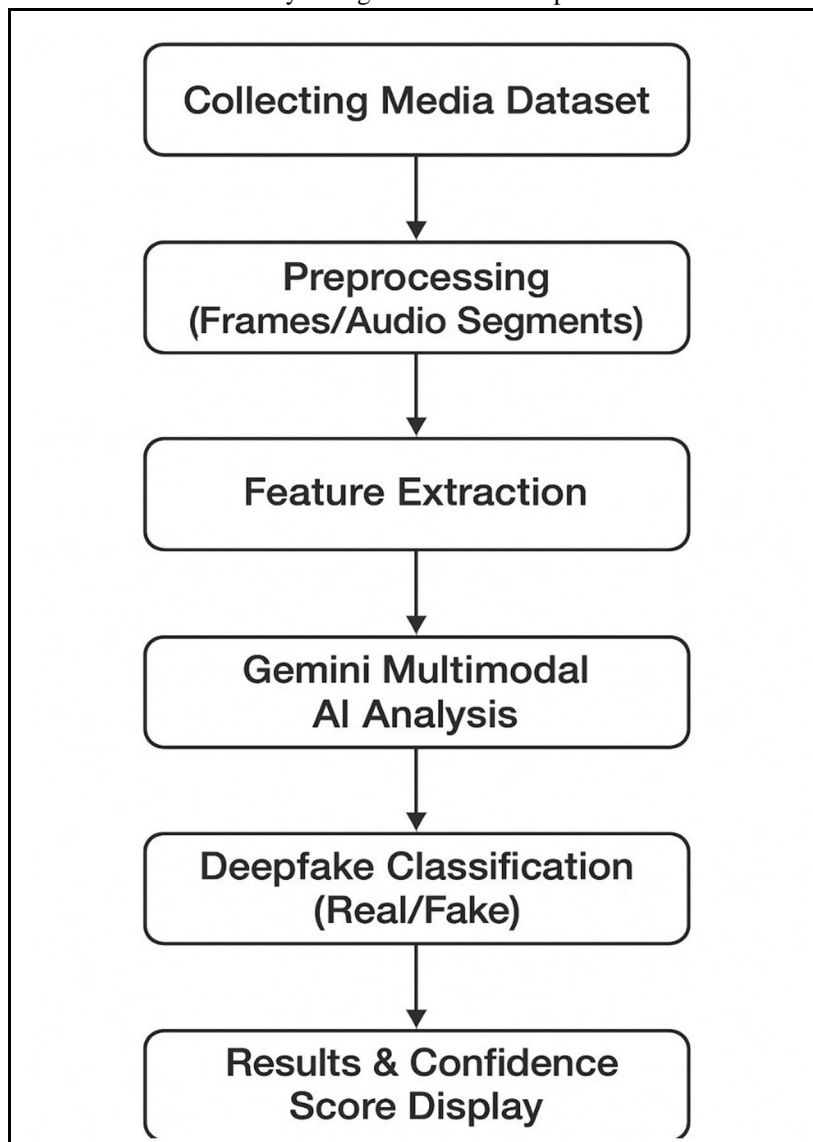 Collecting Media Dataset
Preprocessing
(Frames/Audio Segments)
Feature Extraction
Gemini Multimodal
AI Analysis
Deepfake Classification
(Real/Fake)
Results & Confidence
Score Display